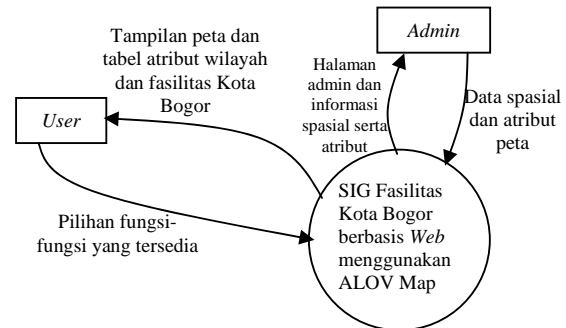 Tampilan peta dan
tabel atribut wilayah
dan fasilitas Kota
Bogor
Admin
Halaman
admin dan
informasi
spasial serta
atribut
Data spasial
dan atribut
peta
User
Pilihan fungsi-
fungsi yang tersedia
SIG Fasilitas
Kota Bogor
berbasis Web
menggunakan
ALOV Map